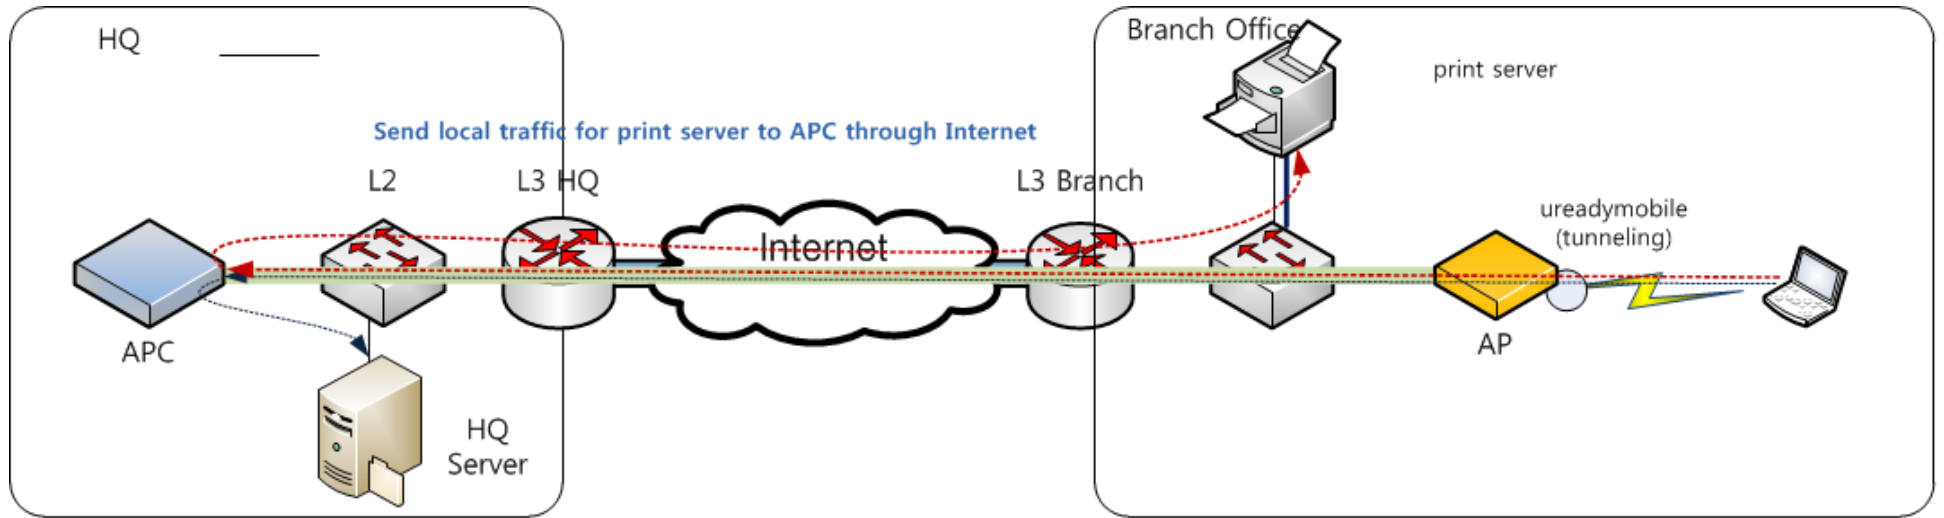 HQ
Branch Office
print server
Send local traffic for print server to APC through Internet
L2
L3 HQ
L3 Branch
Internet
ureadymobile
(tunneling)
APC
AP
HQ
Server